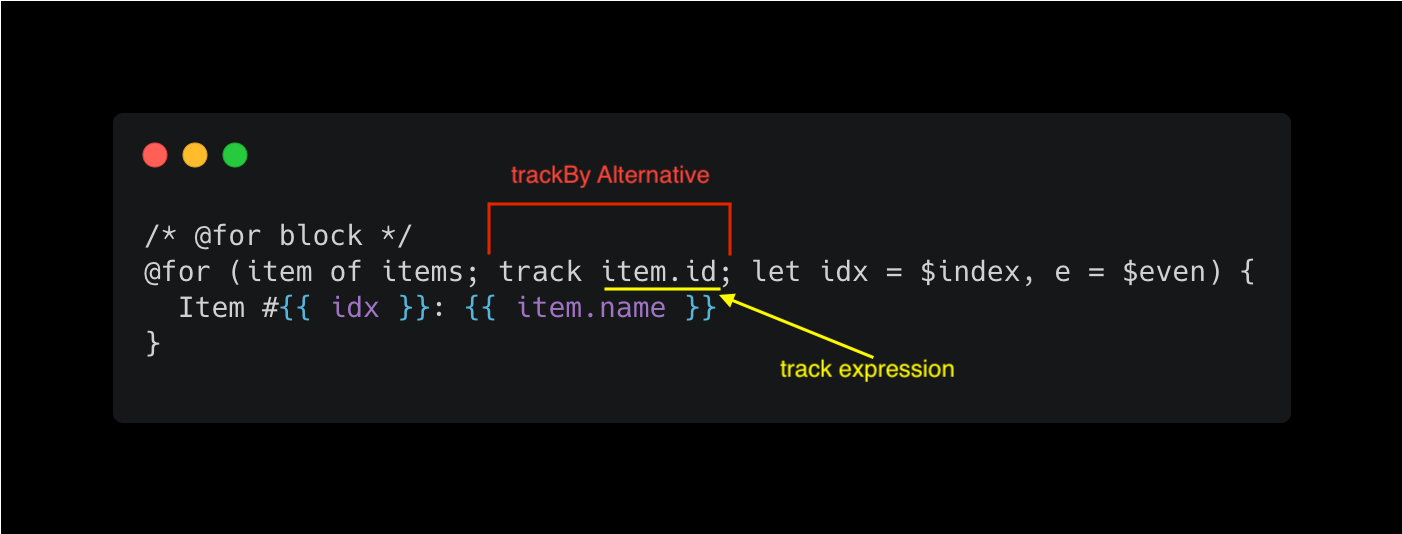 trackBy Alternative
/* @for block */
@for (item of items; track item.id; let idx = $index, e = $even) {
  Item #{{ idx }}: {{ item.name }}
}
track expression